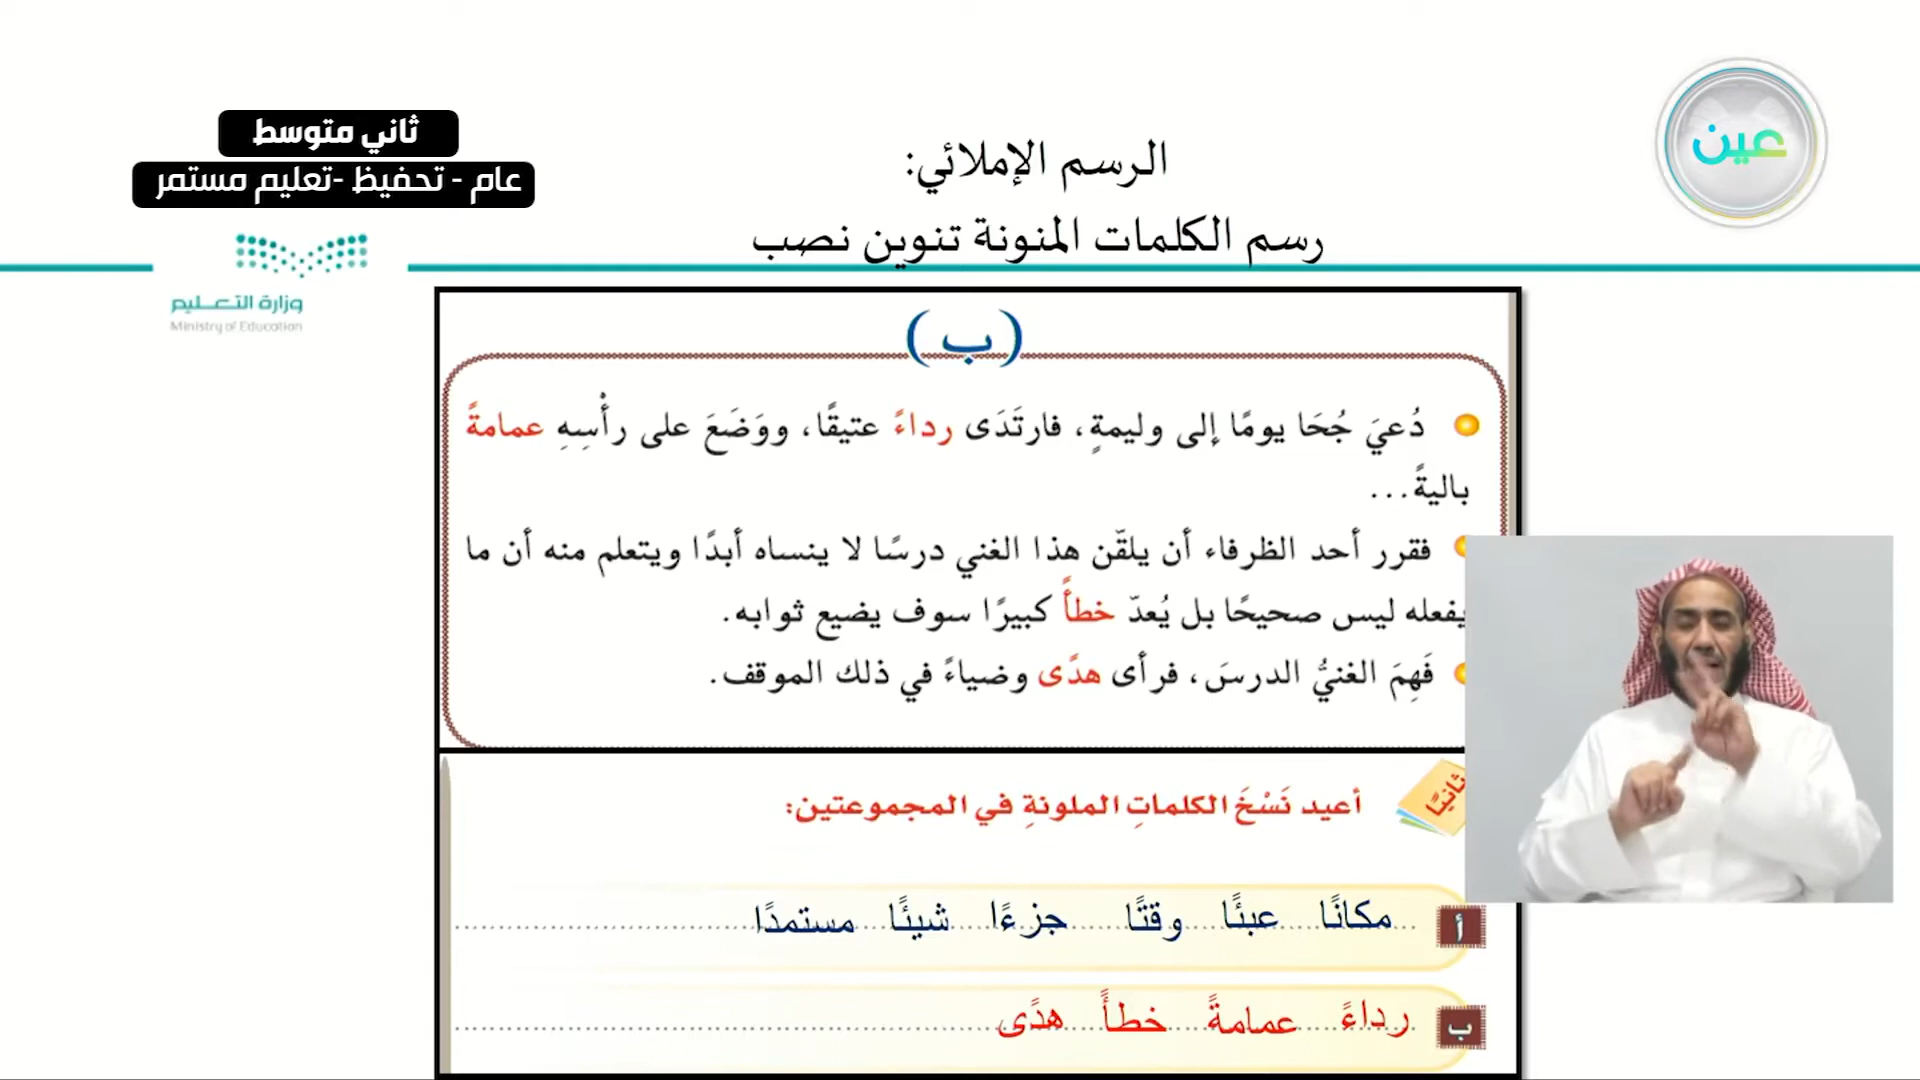 ثاني متوسط
عام - تحفيظ -تعليم مستمر
وزارة التعليم
Ministry of Education
عين
الرسم الإملائي:
رسم الكلمات المنونة تنوين نصب
(ب)
دُعيَ جُحَا يومًا إلى وليمةٍ، فارتَدَى رداءً عتيقًا، ووَضَعَ على رأْسِهِ عمامةً
باليةً...
فقرر أحد الظرفاء أن يلقّن هذا الغني درسًا لا ينساه أبدًا ويتعلم منه أن ما
يفعله ليس صحيحًا بل يُعدّ خطأً كبيرًا سوف يضيع ثوابه.
فَهِمَ الغنيُّ الدرسَ، فرأى هدًى وضياءً في ذلك الموقف.
ثانيًا
أعيد نَسْخَ الكلماتِ الملونةِ في المجموعتين:
أ مكانًا عبئًا وقتًا جزءًا شيئًا مستمدًا
ب رداءً عمامةً خطأً هدًى